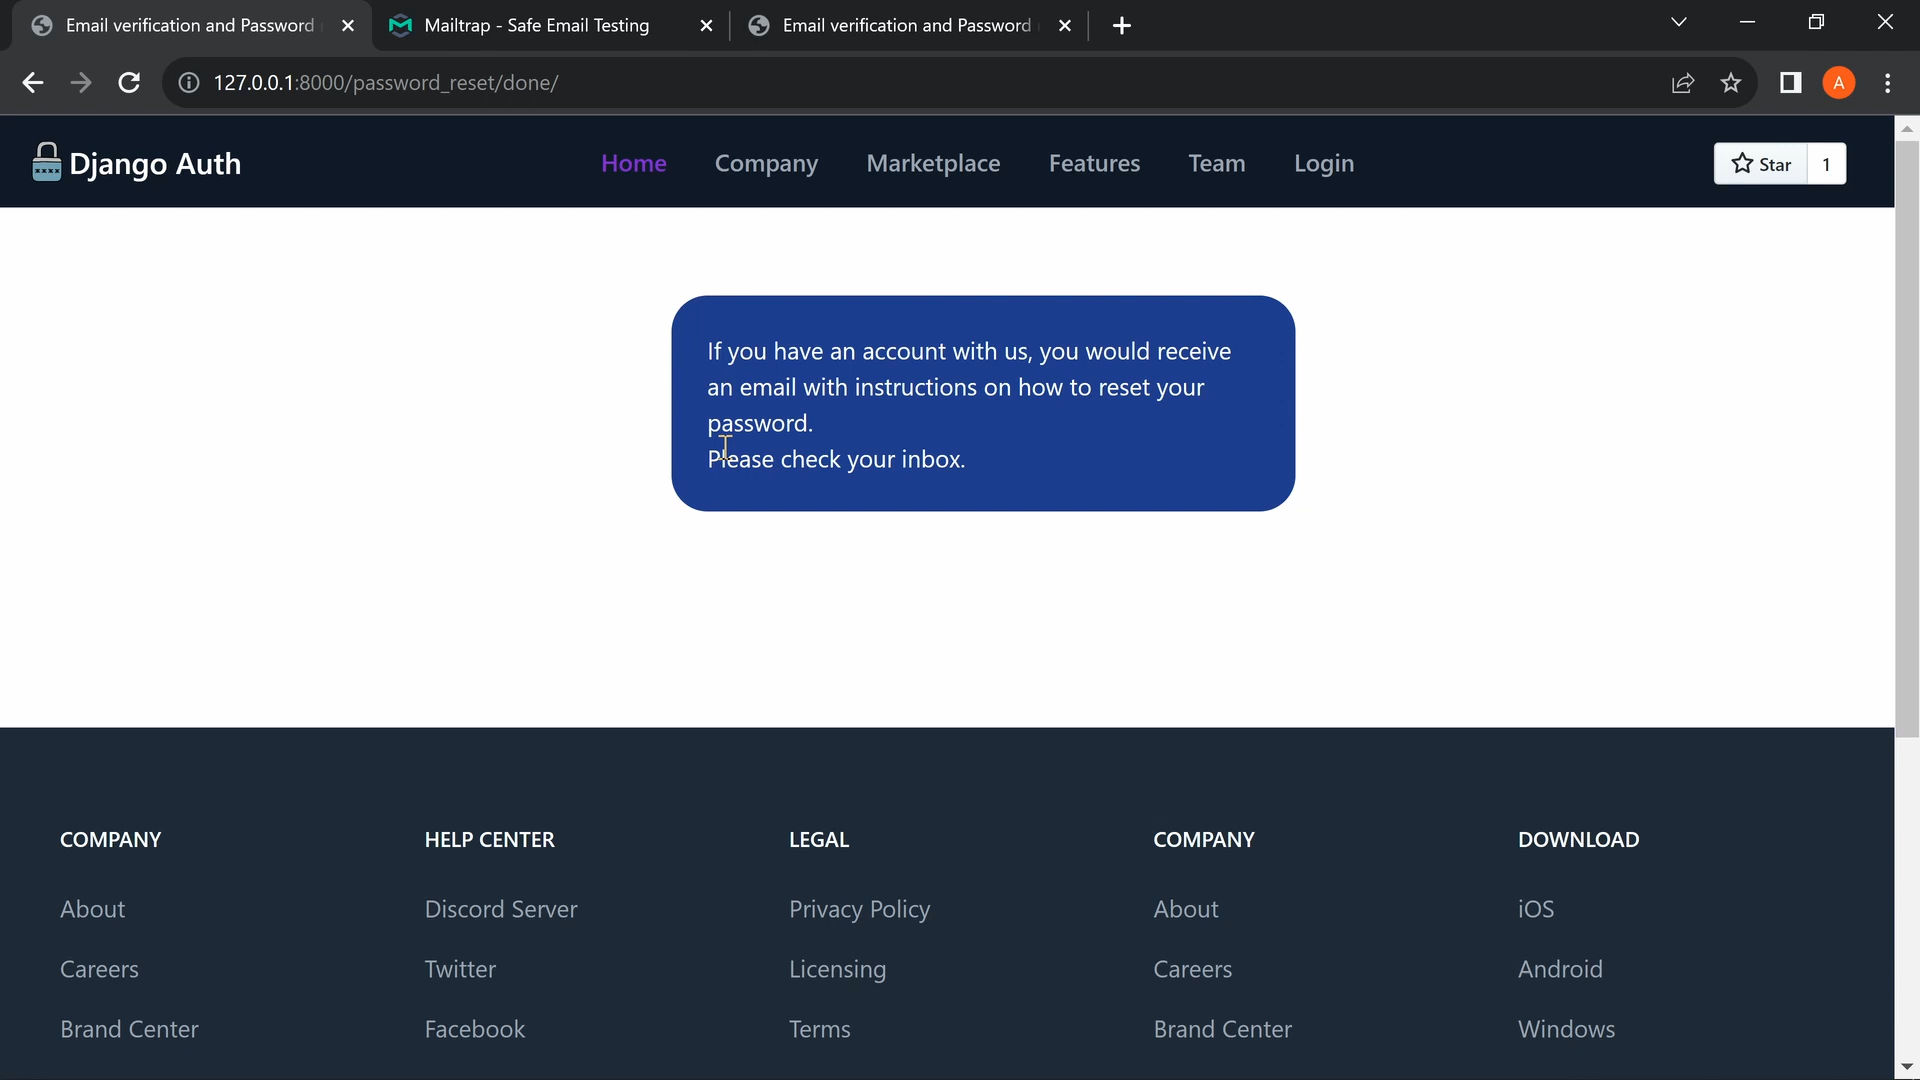 Email verification and Password
Mailtrap - Safe Email Testing
Email verification and Password
127.0.0.1:8000/password_reset/done/
A
Django Auth
Home
Company
Marketplace
Features
Team
Login
Star
1
If you have an account with us, you would receive
an email with instructions on how to reset your
password.
Please check your inbox.
COMPANY
HELP CENTER
LEGAL
COMPANY
DOWNLOAD
About
Discord Server
Privacy Policy
About
iOS
Careers
Twitter
Licensing
Careers
Android
Brand Center
Facebook
Terms
Brand Center
Windows